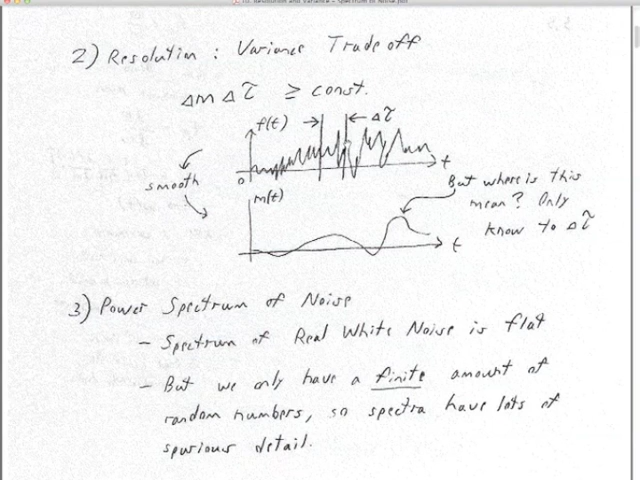 2) Resolution : Variance Tradeoff
Δm Δτ̃ ≥ const.
f(t) Δτ̃
0 t
smooth
m(t)
t
But where is this
mean? Only
know to Δτ̃
3) Power Spectrum of Noise
- Spectrum of Real White Noise is flat
- But we only have a finite amount of
random numbers, so spectra have lots of
spurious detail.